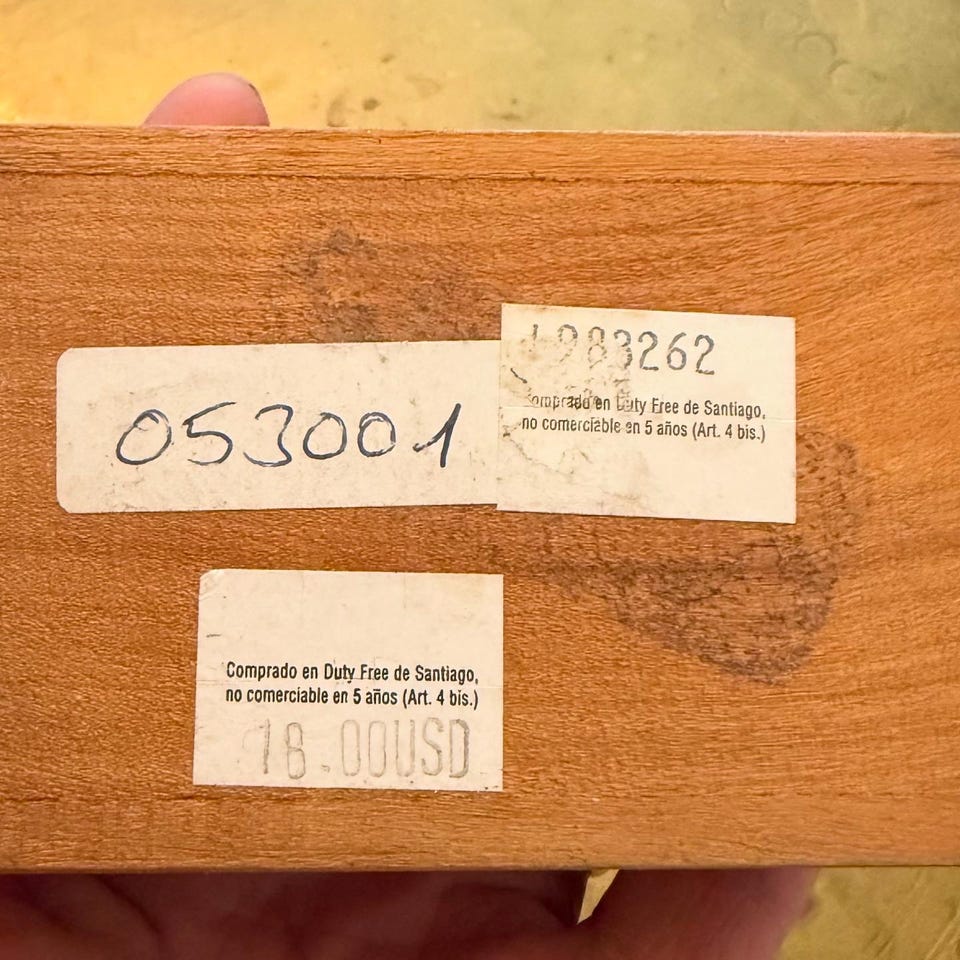 053001
1983262
Comprado en Duty Free de Santiago,
no comerciable en 5 años (Art. 4 bis.)
Comprado en Duty Free de Santiago,
no comerciable en 5 años (Art. 4 bis.)
18.00USD